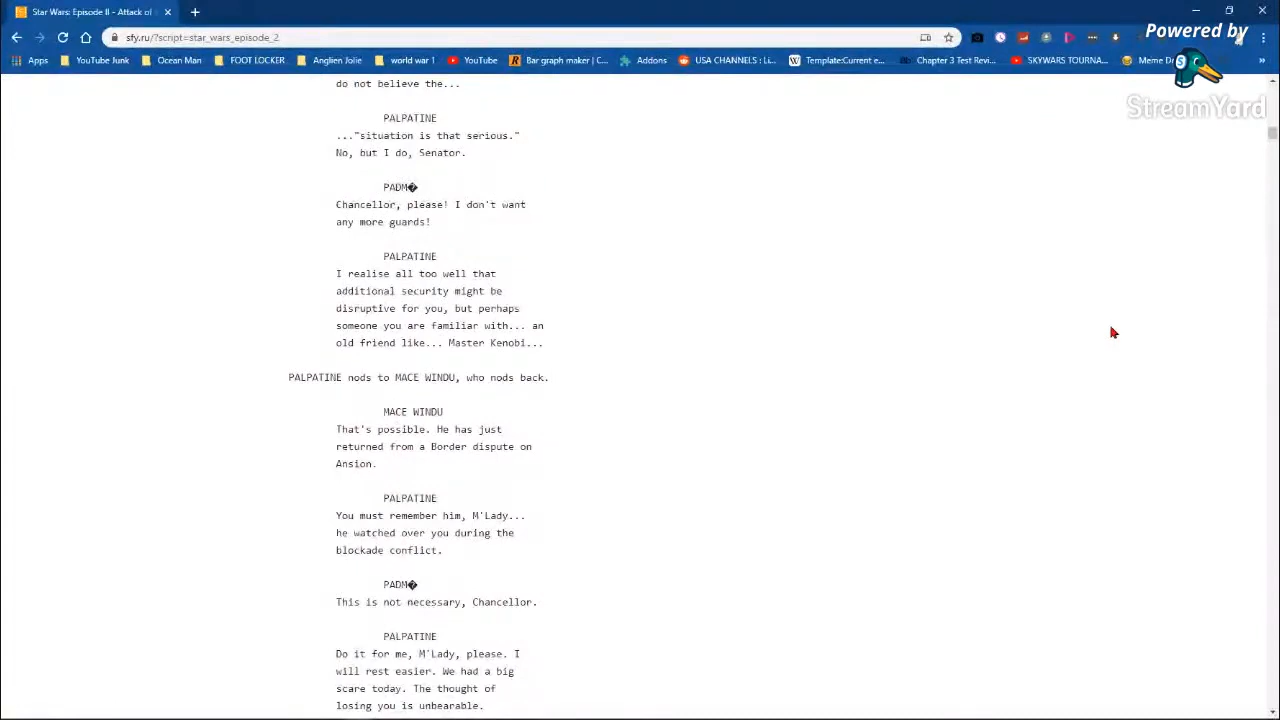 Star Wars: Episode II - Attack of
sfy.ru/?script=star_wars_episode_2
Powered by
Apps YouTube Junk Ocean Man FOOT LOCKER Anglien Jolie world war 1 YouTube Bar graph maker | C... Addons USA CHANNELS : Li... Template:Current e... Chapter 3 Test Revi... SKYWARS TOURNA... Meme »
StreamYard
do not believe the...
PALPATINE
..."situation is that serious."
No, but I do, Senator.
PADM�
Chancellor, please! I don't want
any more guards!
PALPATINE
I realise all too well that
additional security might be
disruptive for you, but perhaps
someone you are familiar with... an
old friend like... Master Kenobi...
PALPATINE nods to MACE WINDU, who nods back.
MACE WINDU
That's possible. He has just
returned from a Border dispute on
Ansion.
PALPATINE
You must remember him, M'Lady...
he watched over you during the
blockade conflict.
PADM�
This is not necessary, Chancellor.
PALPATINE
Do it for me, M'Lady, please. I
will rest easier. We had a big
scare today. The thought of
losing you is unbearable.